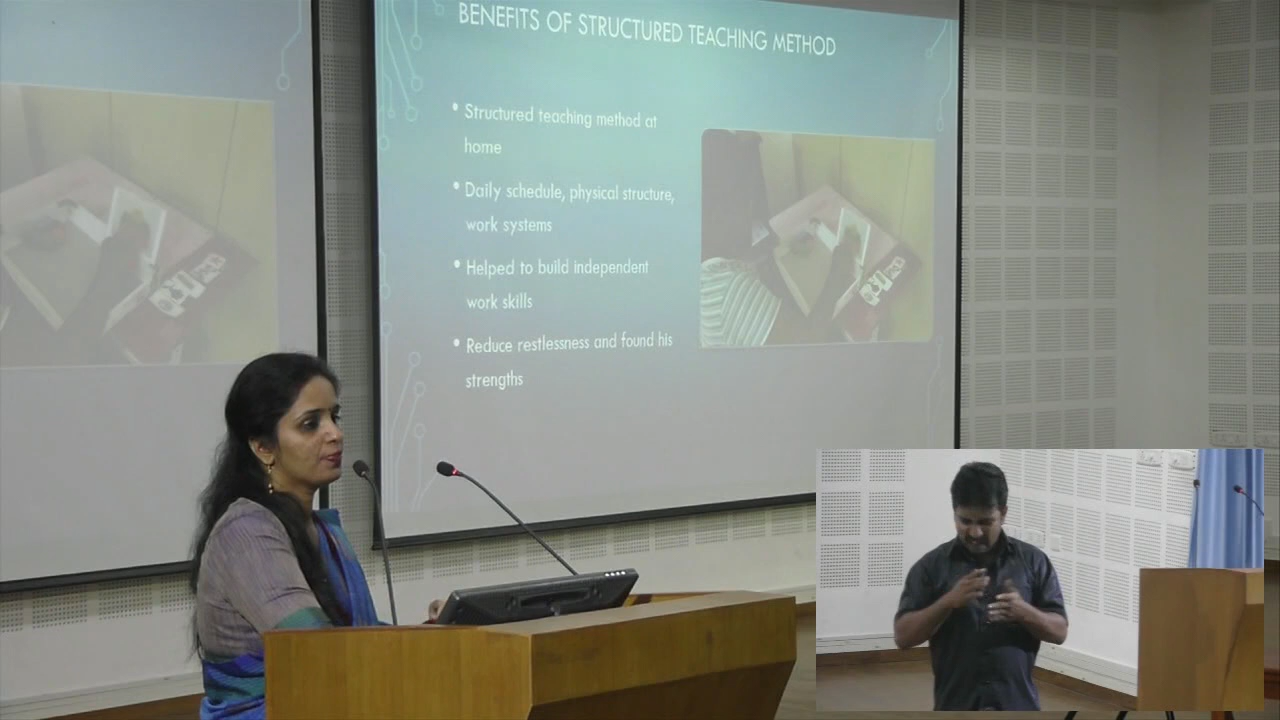 BENEFITS OF STRUCTURED TEACHING METHOD
• Structured teaching method at
home
• Daily schedule, physical structure,
work systems
• Helped to build independent
work skills
• Reduce restlessness and found his
strengths